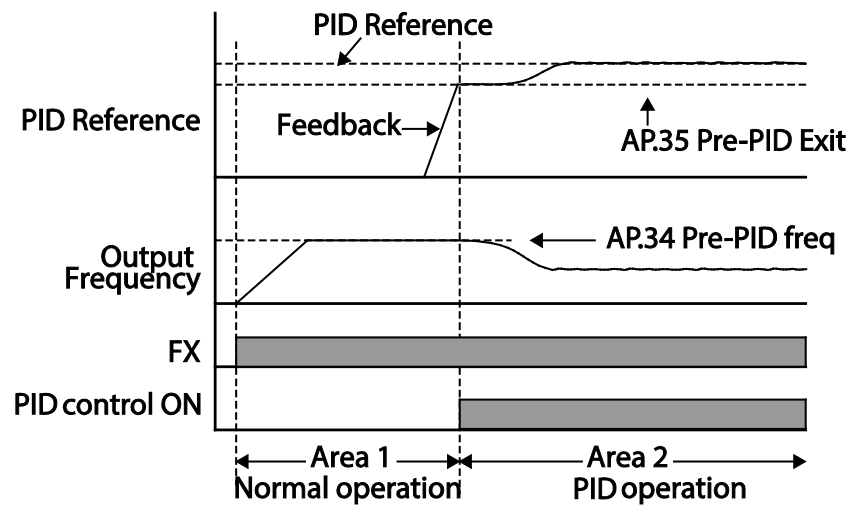 PID Reference
PID Reference
Feedback
AP.35 Pre-PID Exit
Output
Frequency
AP.34 Pre-PID freq
FX
PID control ON
Area 1
Area 2
Normal operation
PID operation